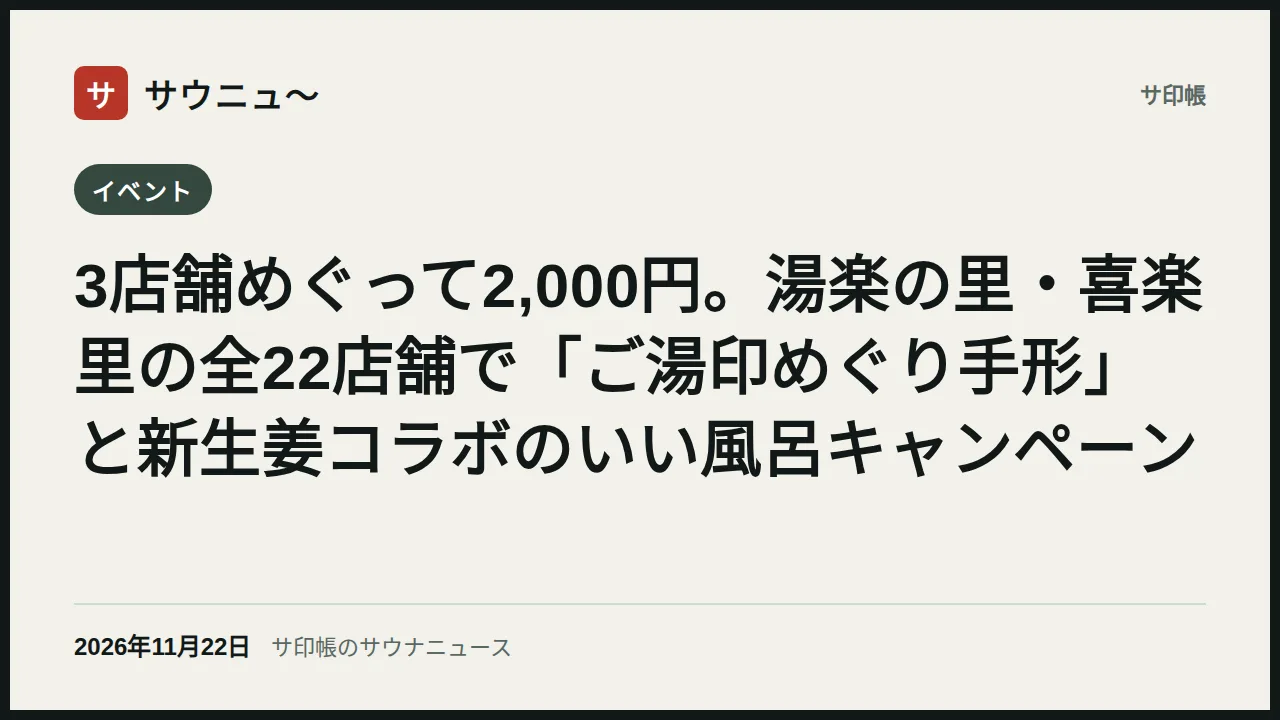 サ サウニュ〜
サ印帳
イベント
3店舗めぐって2,000円。湯楽の里・喜楽
里の全22店舗で「ご湯印めぐり手形」
と新生姜コラボのいい風呂キャンペーン
2026年11月22日 サ印帳のサウナニュース